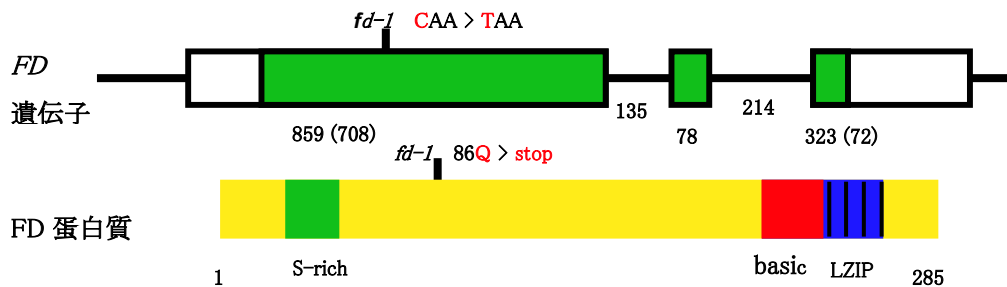 fd-1 CAA > TAA
FD
遺伝子
135
214
859 (708)
78
323 (72)
fd-1 86Q > stop
FD 蛋白質
1
S-rich
basic
LZIP
285